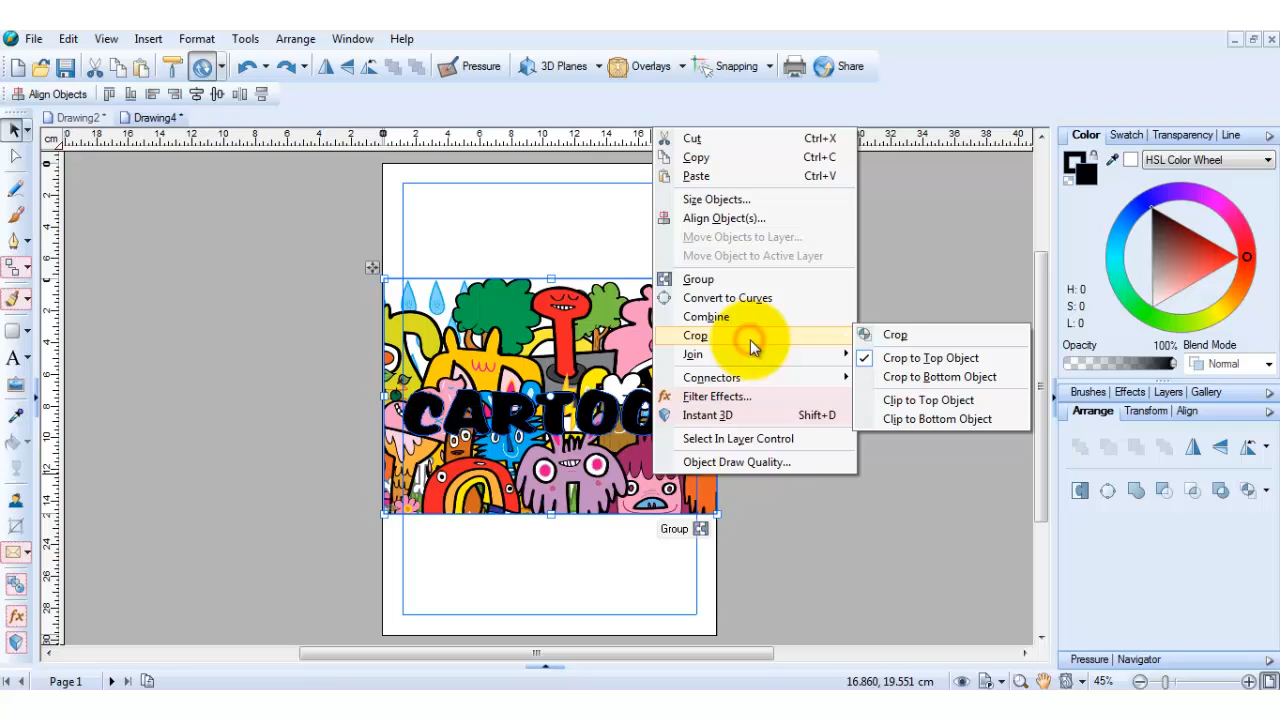 File Edit View Insert Format Tools Arrange Window Help
Pressure 3D Planes Overlays Snapping Share
Align Objects
Drawing2 * Drawing4 *
cm
Color Swatch Transparency Line
HSL Color Wheel
H: 0
S: 0
L: 0
Opacity 100% Blend Mode
Normal
Brushes Effects Layers Gallery
Arrange Transform Align
Cut Ctrl+X
Copy Ctrl+C
Paste Ctrl+V
Size Objects...
Align Object(s)...
Move Objects to Layer...
Move Object to Active Layer
Group
Convert to Curves
Combine
Crop
Join
Connectors
Filter Effects...
Instant 3D Shift+D
Select In Layer Control
Object Draw Quality...
Crop
Crop to Top Object
Crop to Bottom Object
Clip to Top Object
Clip to Bottom Object
CARTOO
Group
Pressure Navigator
Page 1 16.860, 19.551 cm 45%